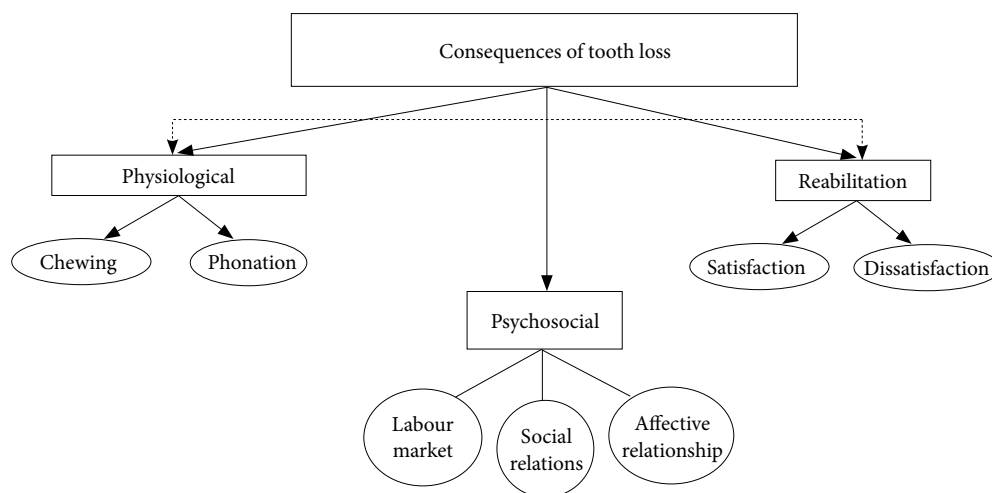 Consequences of tooth loss
Physiological
Reabilitation
Chewing
Phonation
Satisfaction
Dissatisfaction
Psychosocial
Labour
market
Social
relations
Affective
relationship